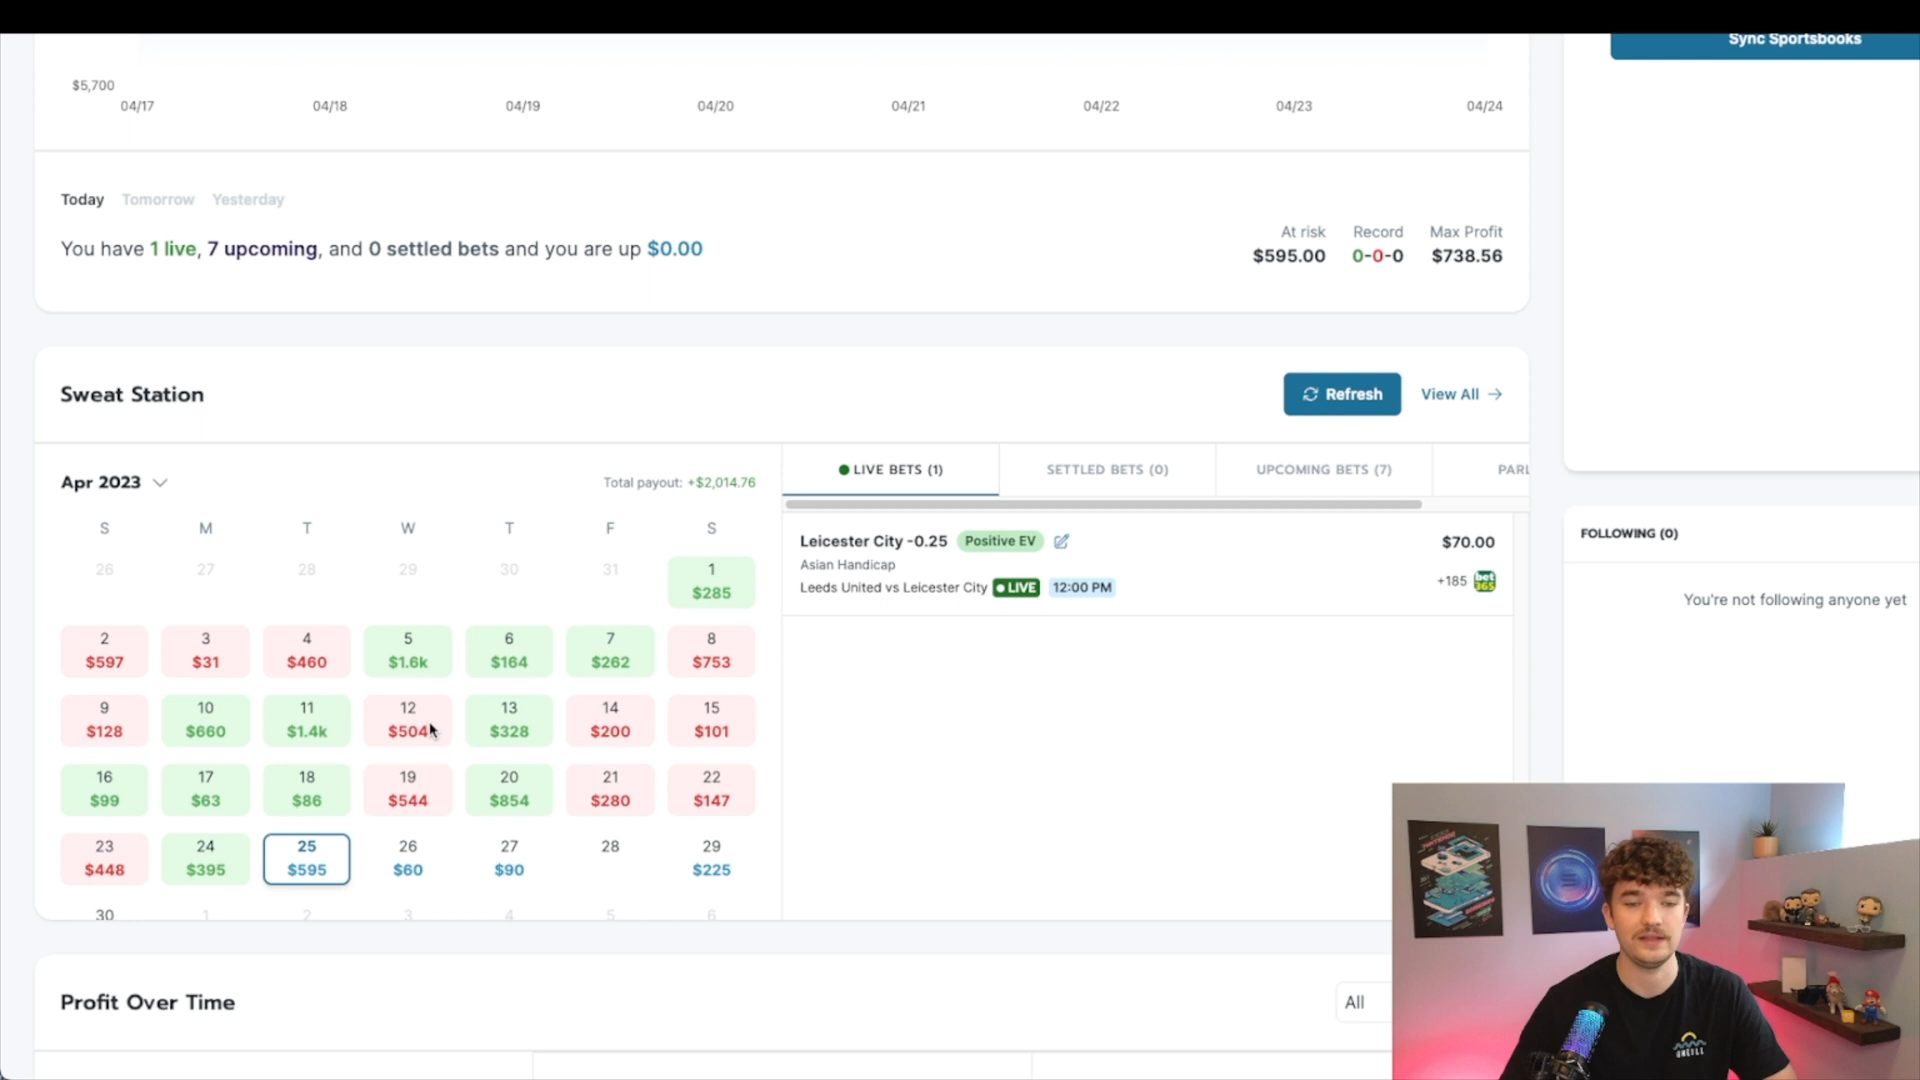 Sync Sportsbooks
$5,700
04/17 04/18 04/19 04/20 04/21 04/22 04/23 04/24
Today Tomorrow Yesterday
You have 1 live, 7 upcoming, and 0 settled bets and you are up $0.00
At risk Record Max Profit
$595.00 0-0-0 $738.56
Sweat Station
Refresh View All
Apr 2023 Total payout: +$2,014.76
S M T W T F S
26 27 28 29 30 31 1
$285
2 3 4 5 6 7 8
$597 $31 $460 $1.6k $164 $262 $753
9 10 11 12 13 14 15
$128 $660 $1.4k $504 $328 $200 $101
16 17 18 19 20 21 22
$99 $63 $86 $544 $854 $280 $147
23 24 25 26 27 28 29
$448 $395 $595 $60 $90 $225
30 1 2 3 4 5 6
LIVE BETS (1) SETTLED BETS (0) UPCOMING BETS (7) PARL
Leicester City -0.25 Positive EV $70.00
Asian Handicap
Leeds United vs Leicester City LIVE 12:00 PM +185 bet365
FOLLOWING (0)
You're not following anyone yet
Profit Over Time
All
O'NEILL